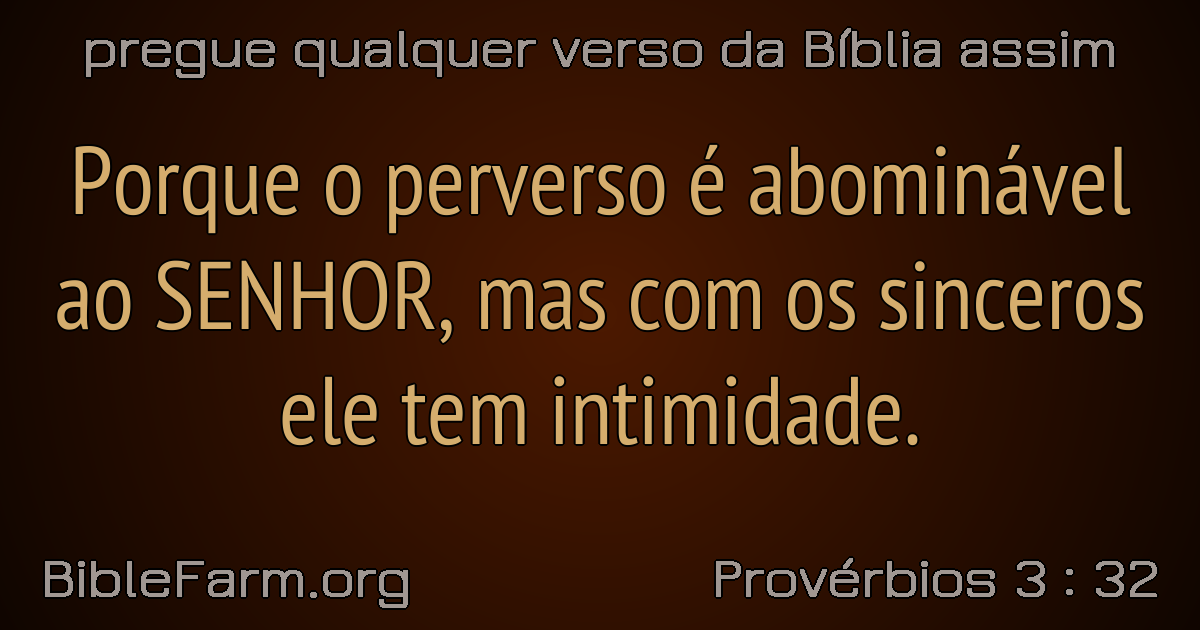 pregue qualquer verso da Bíblia assim
Porque o perverso é abominável
ao SENHOR, mas com os sinceros
ele tem intimidade.
BibleFarm.org
Provérbios 3 : 32